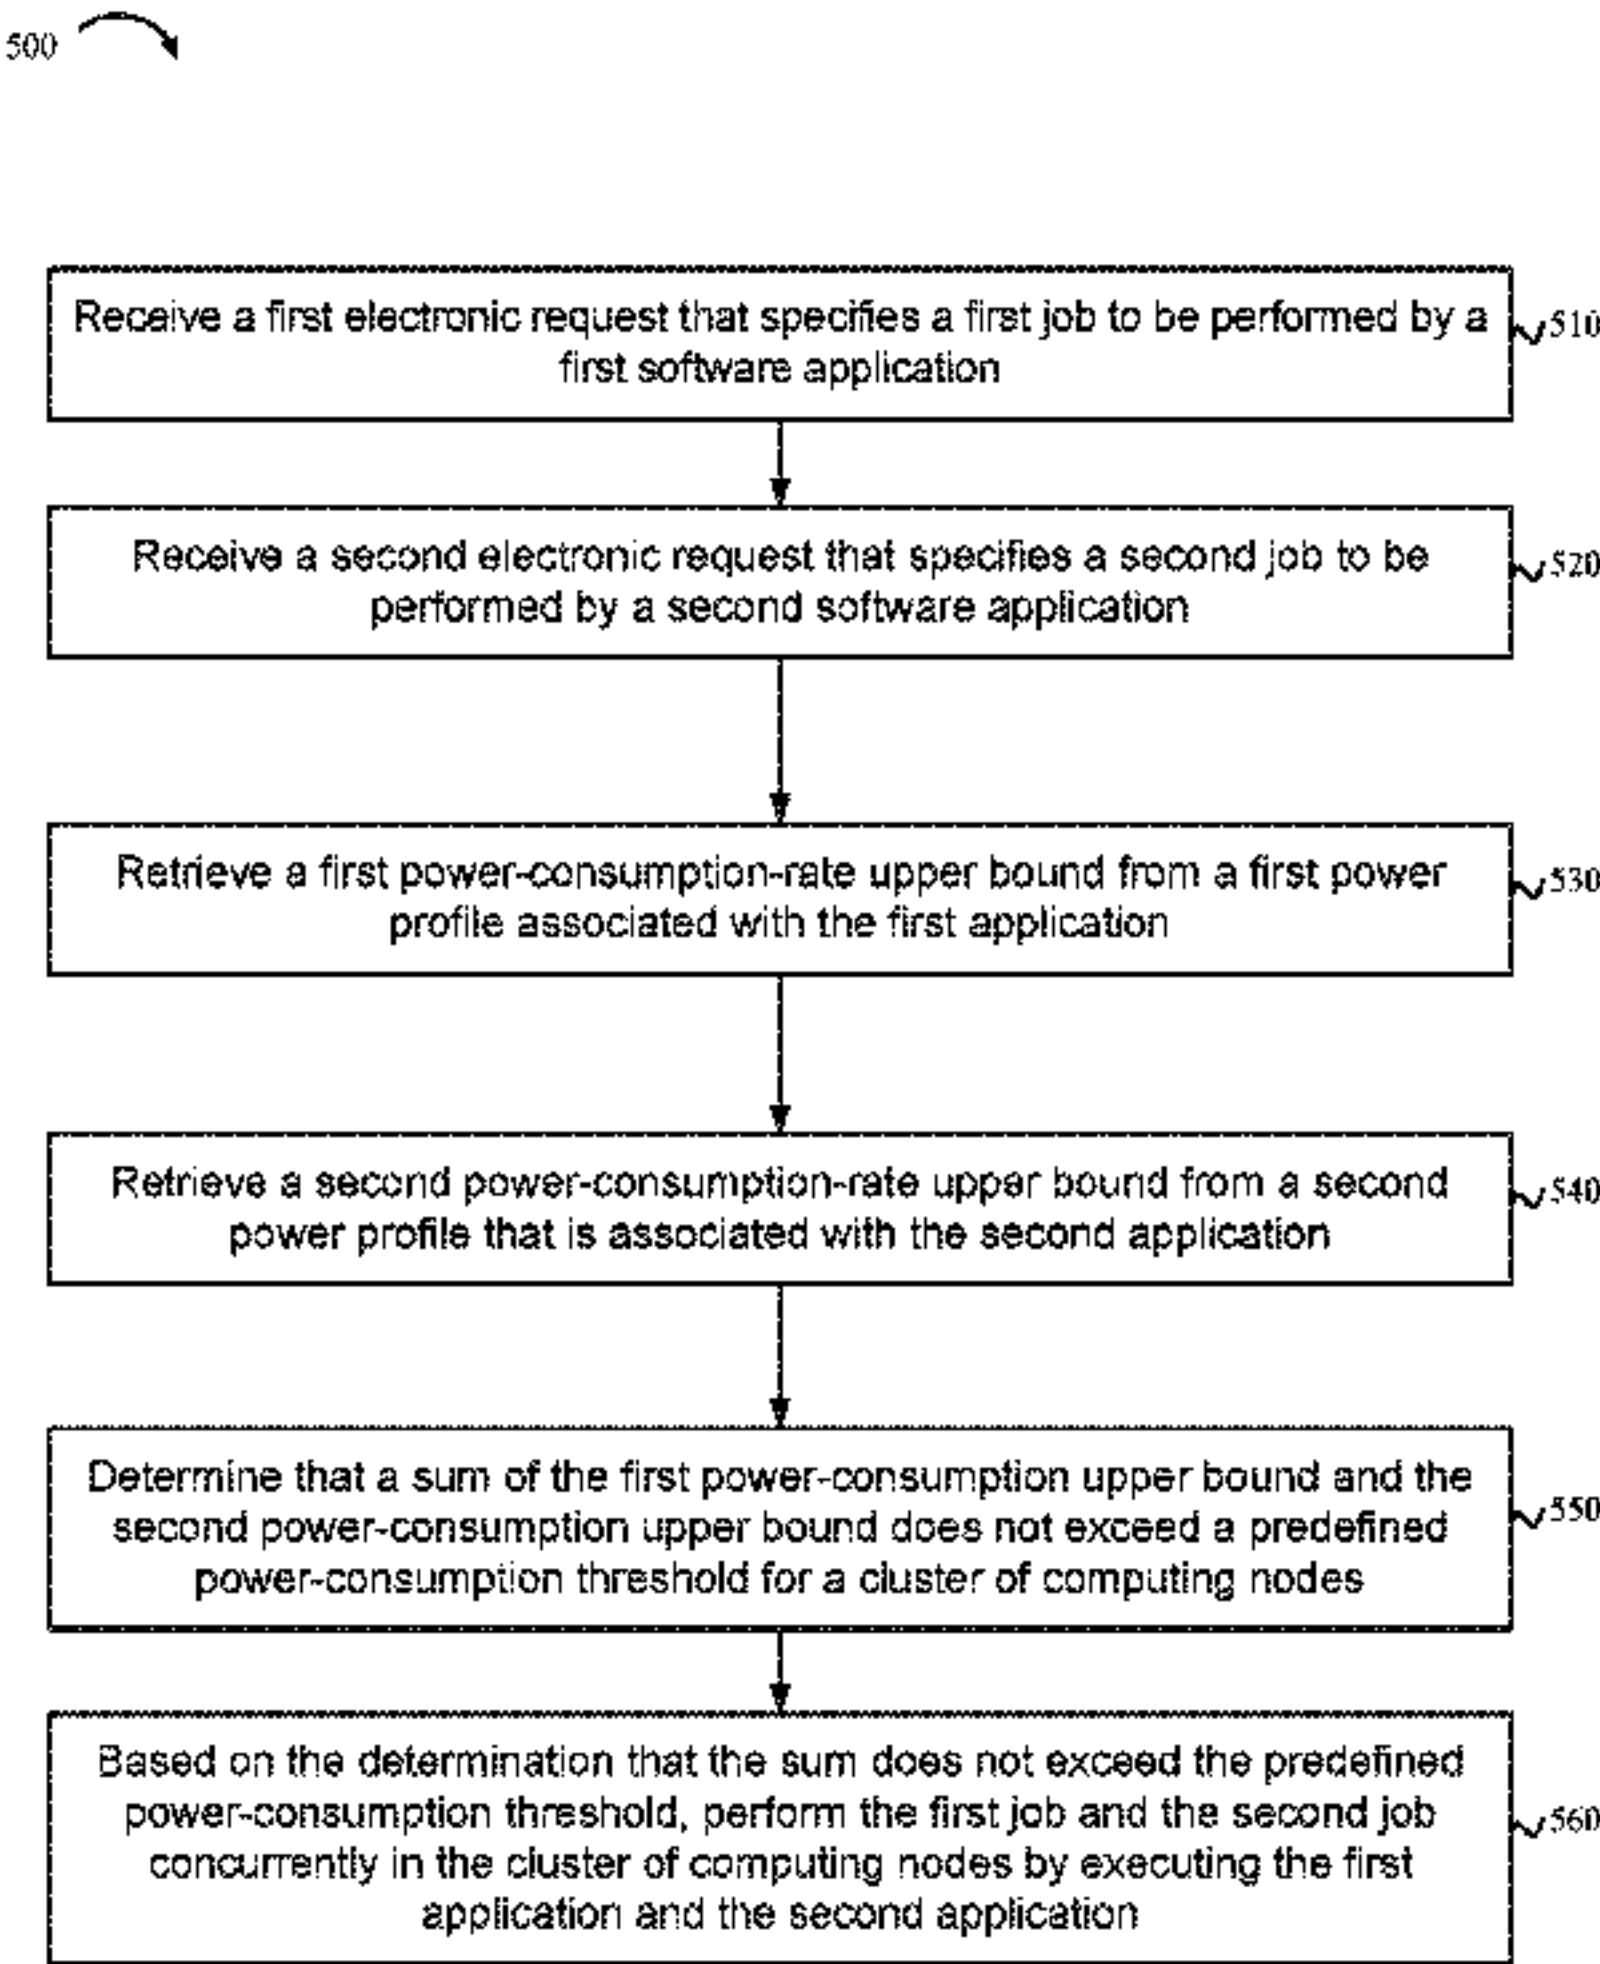 500
Receive a first electronic request that specifies a first job to be performed by a
first software application
510
Receive a second electronic request that specifies a second job to be
performed by a second software application
520
Retrieve a first power-consumption-rate upper bound from a first power
profile associated with the first application
530
Retrieve a second power-consumption-rate upper bound from a second
power profile that is associated with the second application
540
Determine that a sum of the first power-consumption upper bound and the
second power-consumption upper bound does not exceed a predefined
power-consumption threshold for a cluster of computing nodes
550
Based on the determination that the sum does not exceed the predefined
power-consumption threshold, perform the first job and the second job
concurrently in the cluster of computing nodes by executing the first
application and the second application
560